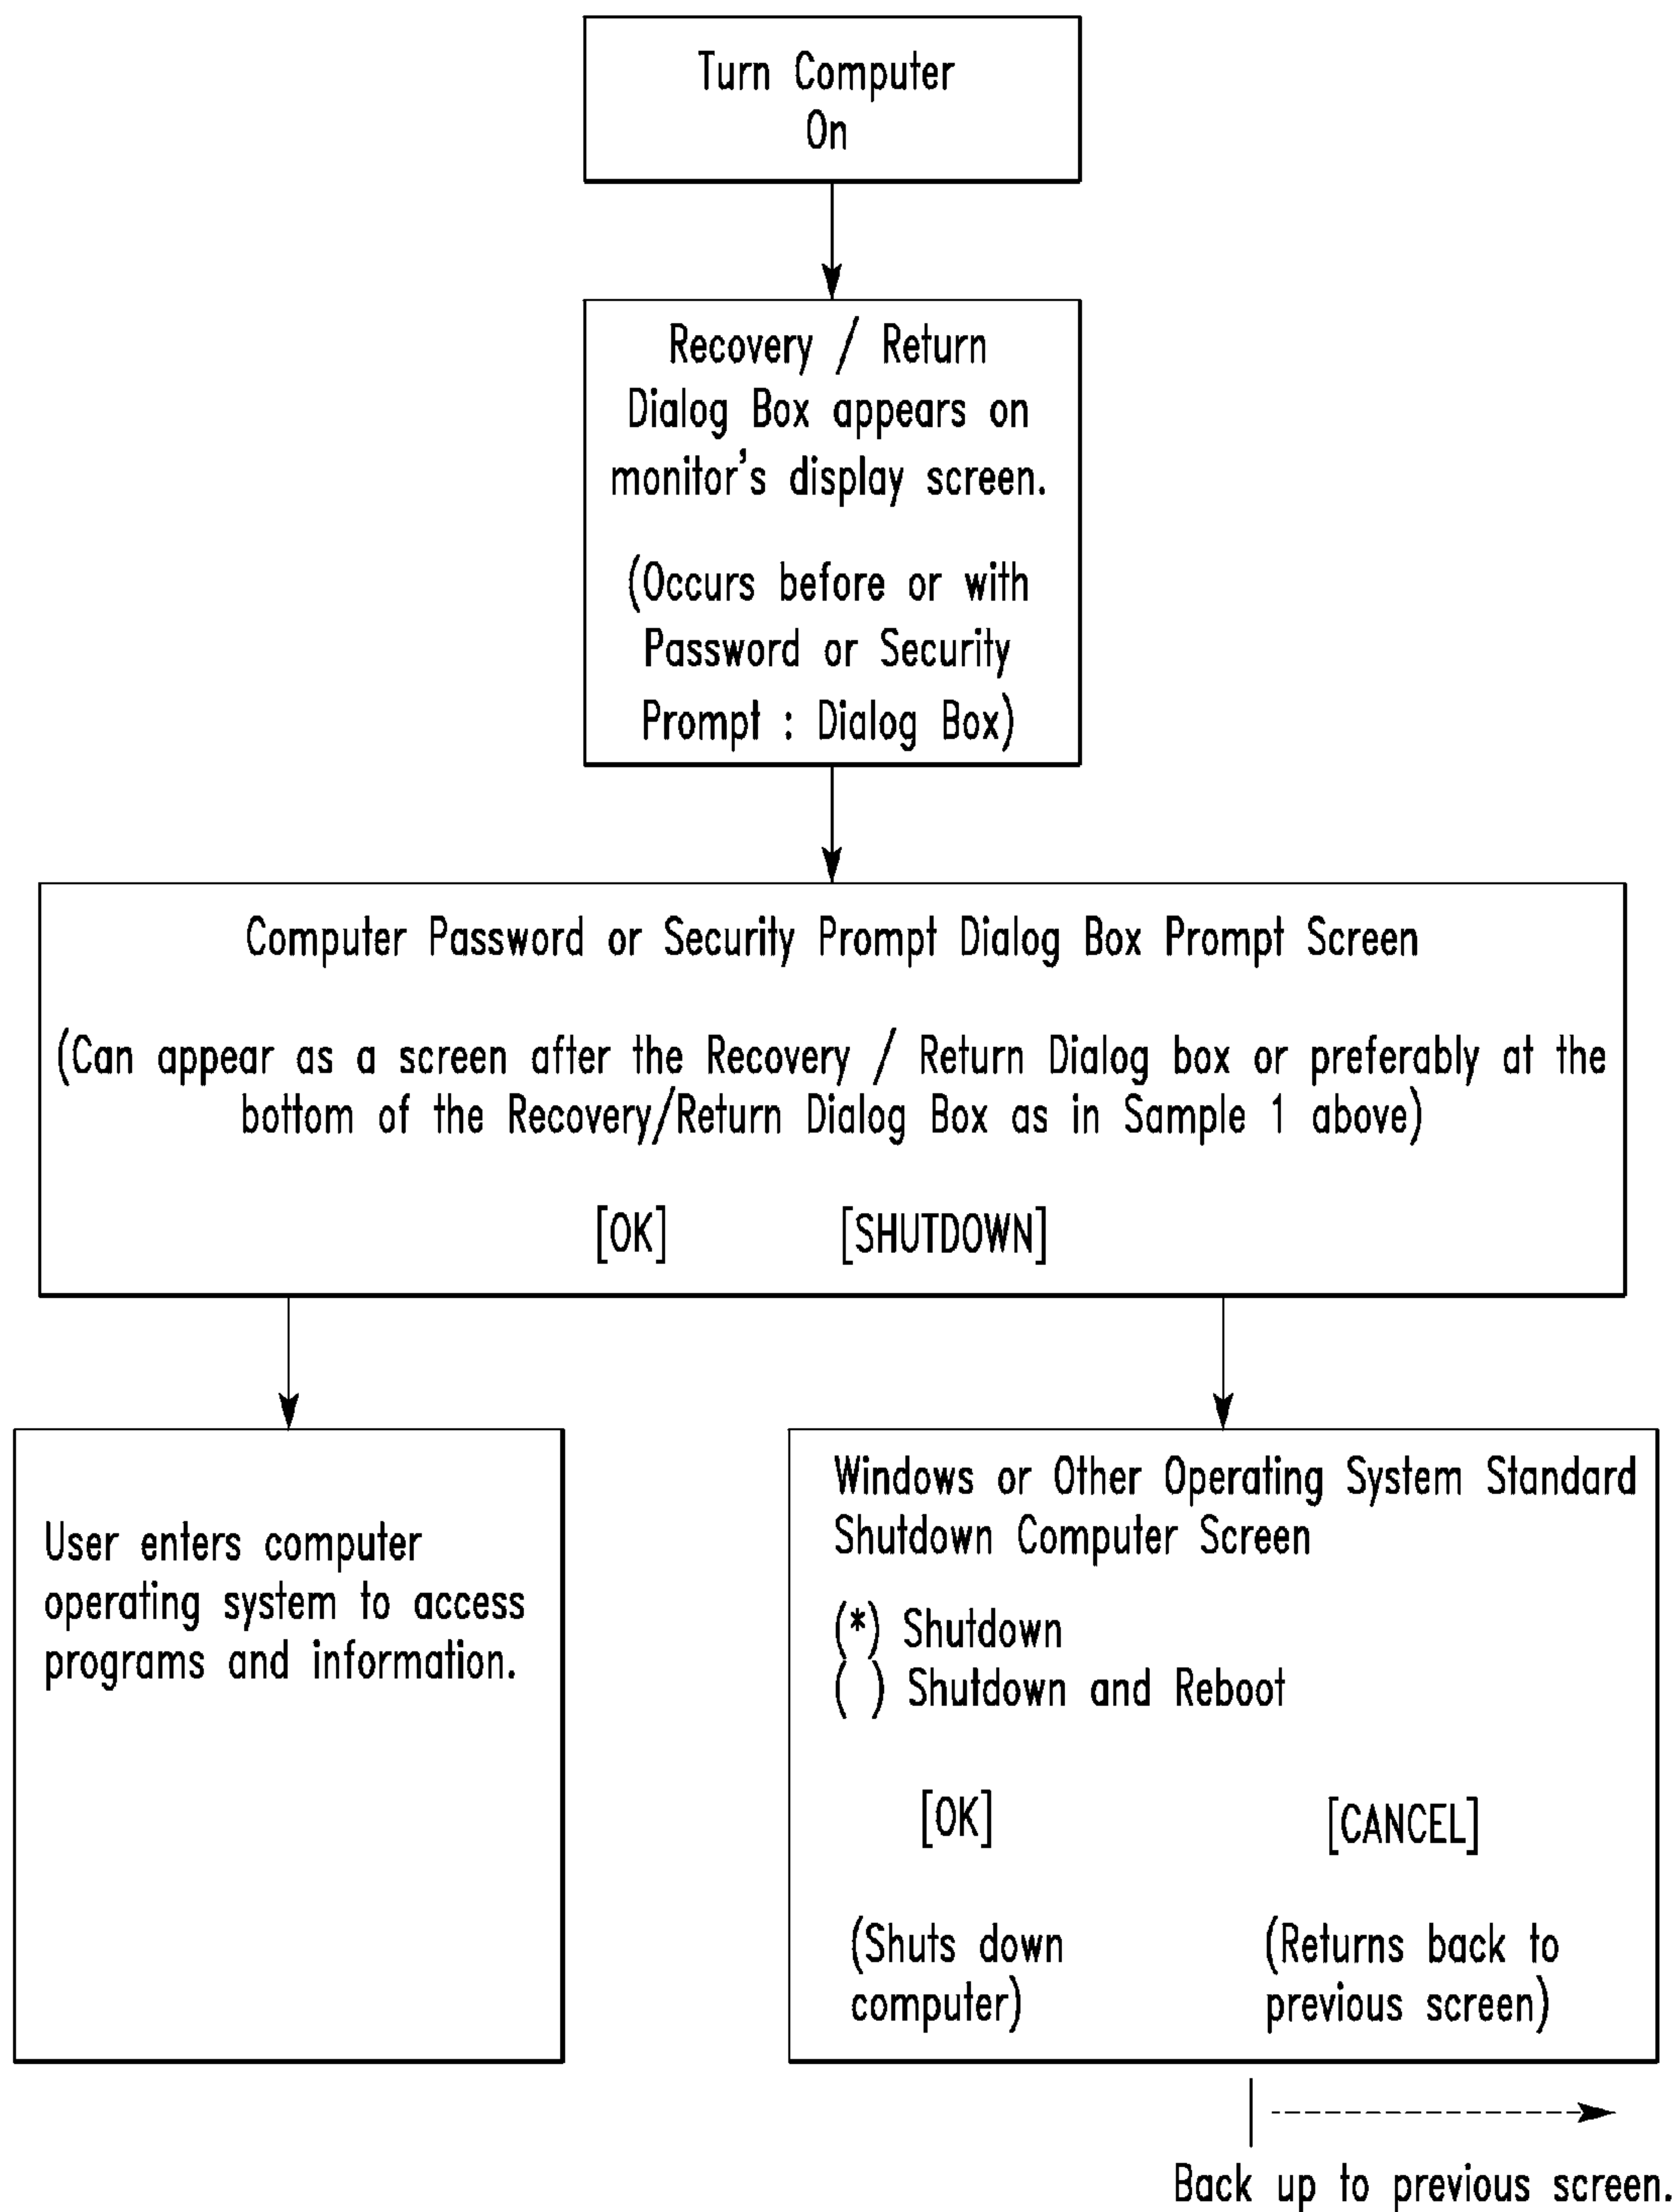 Turn Computer
On
Recovery / Return
Dialog Box appears on
monitor's display screen.
(Occurs before or with
Password or Security
Prompt : Dialog Box)
Computer Password or Security Prompt Dialog Box Prompt Screen
(Can appear as a screen after the Recovery / Return Dialog box or preferably at the
bottom of the Recovery/Return Dialog Box as in Sample 1 above)
[OK] [SHUTDOWN]
User enters computer
operating system to access
programs and information.
Windows or Other Operating System Standard
Shutdown Computer Screen
(*) Shutdown
( ) Shutdown and Reboot
[OK] [CANCEL]
(Shuts down
computer)
(Returns back to
previous screen)
Back up to previous screen.